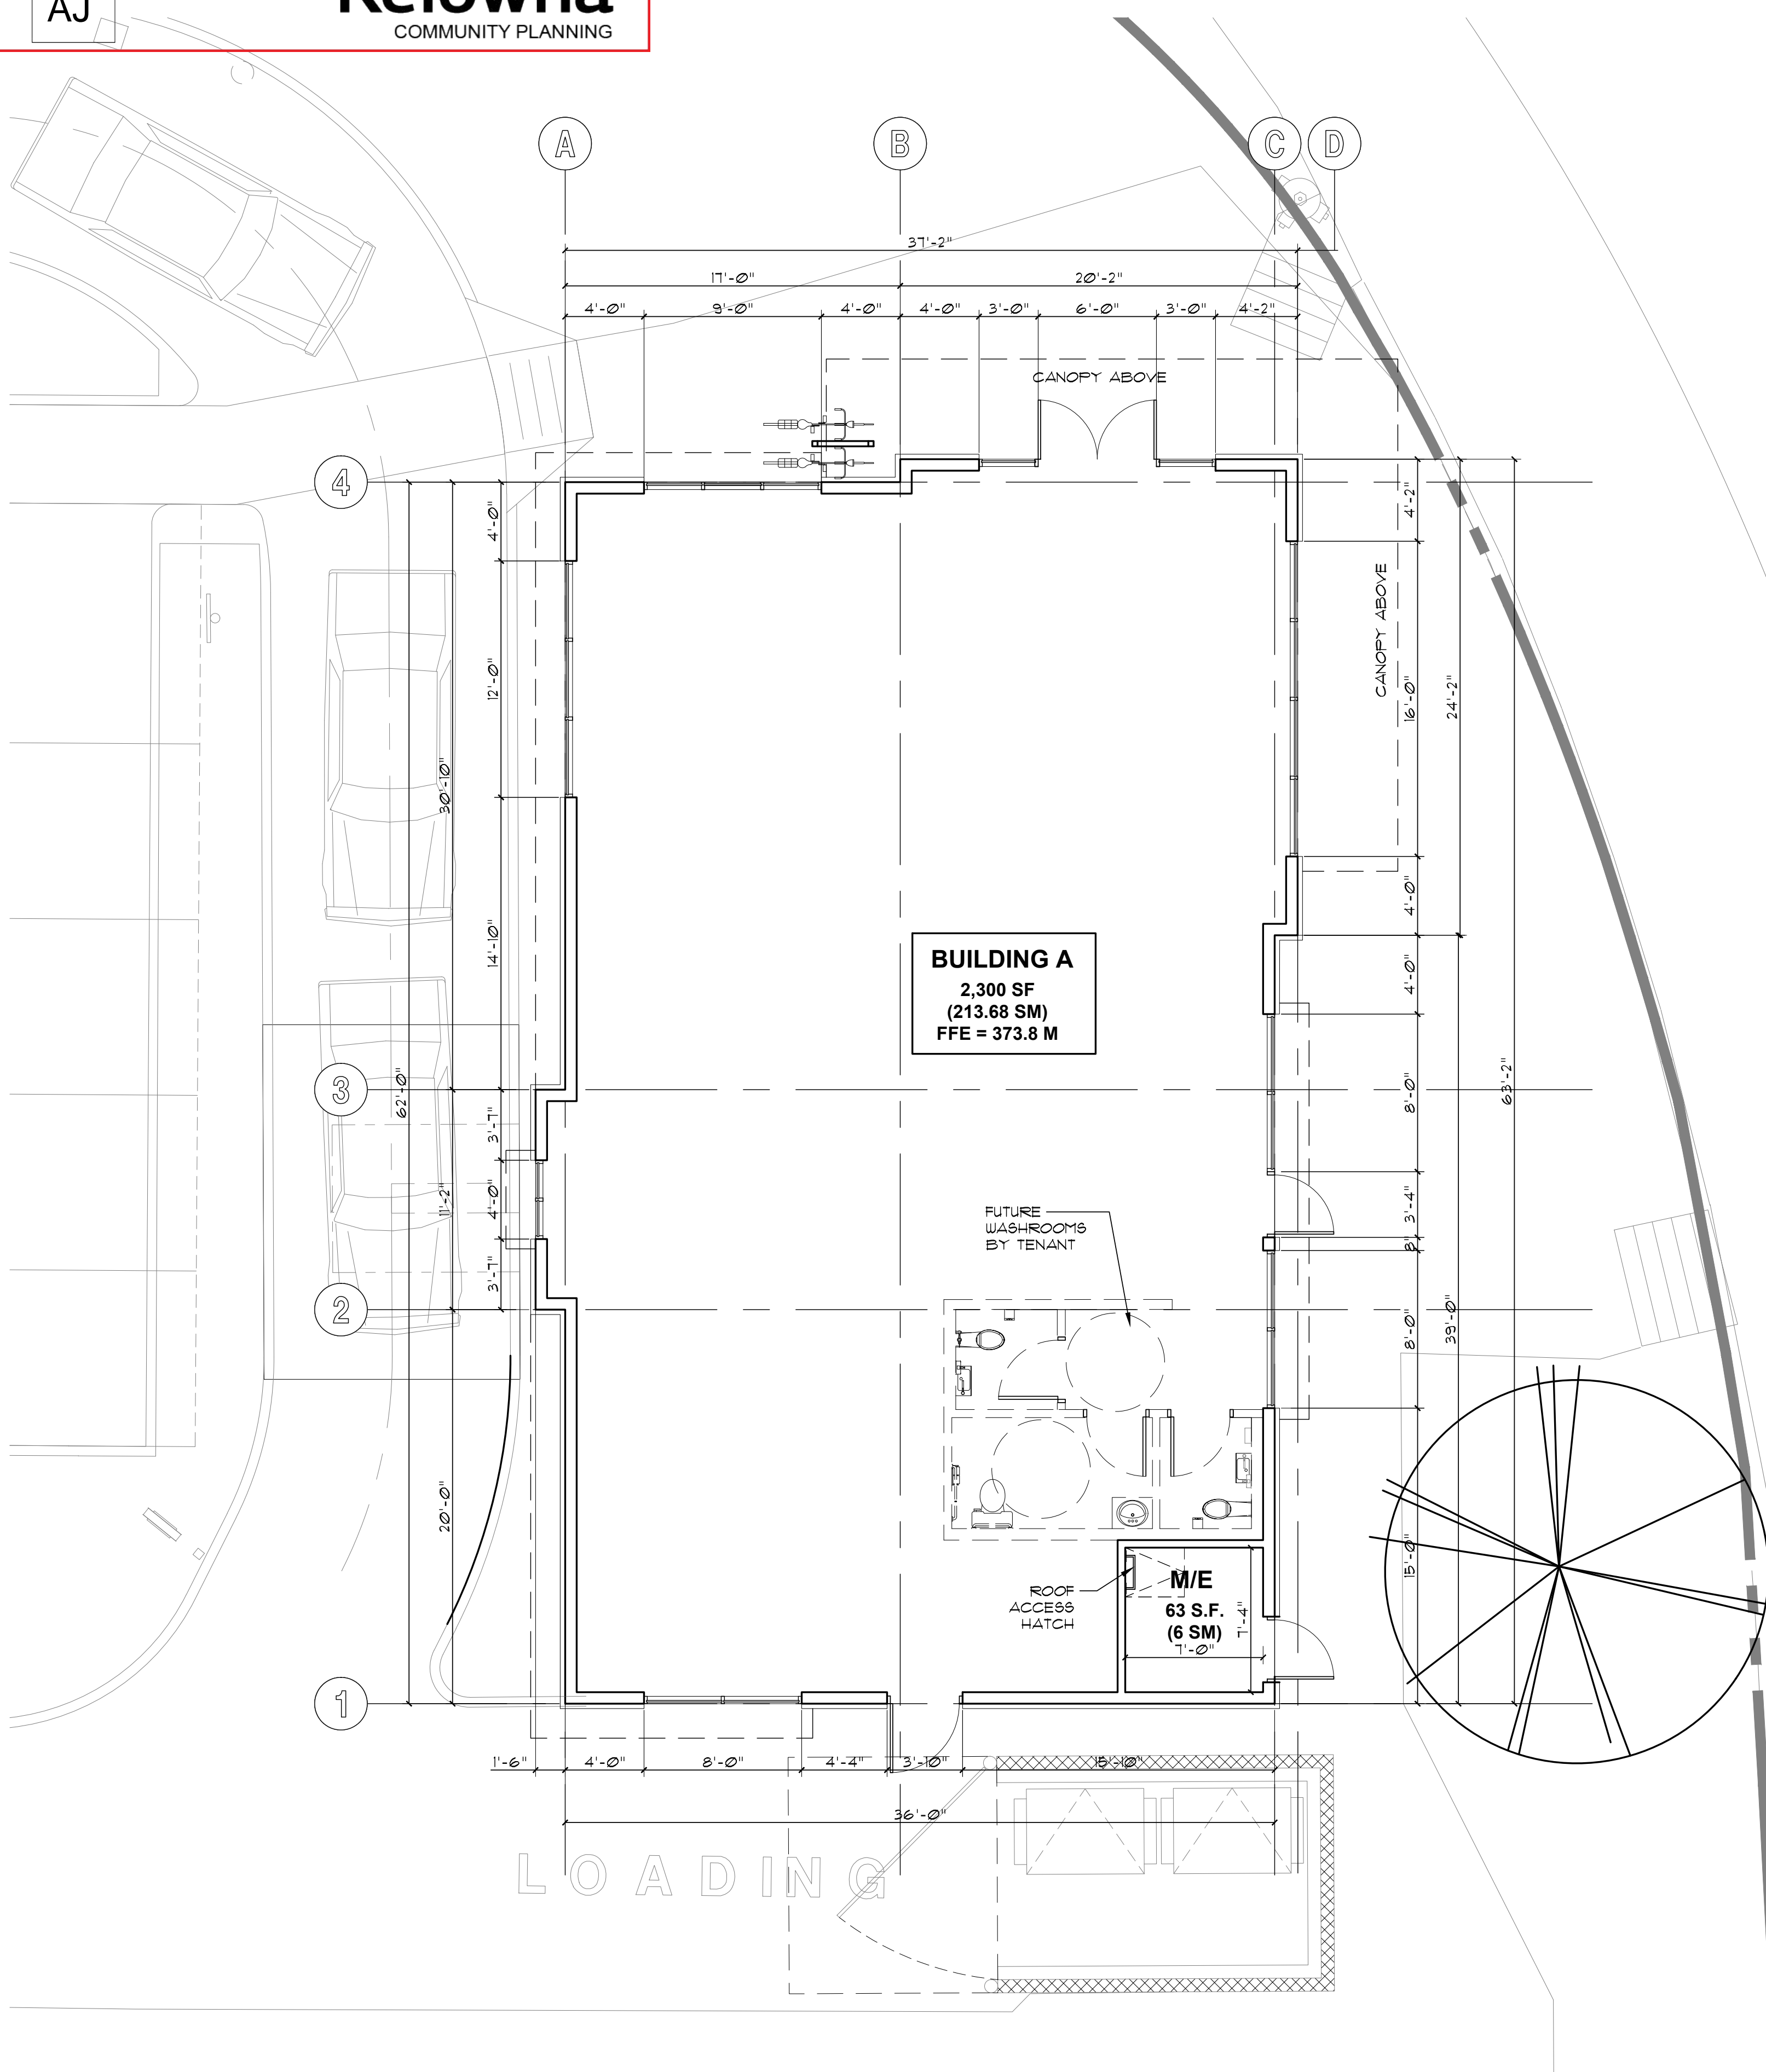 AJ
Kelowna
COMMUNITY PLANNING
A
B
C
D
37'-2"
17'-0"
20'-2"
4'-0"
9'-0"
4'-0"
4'-0"
3'-0"
6'-0"
3'-0"
4'-2"
CANOPY ABOVE
4
4'-0"
4'-2"
12'-0"
CANOPY ABOVE
16'-0"
24'-2"
30'-10"
14'-10"
4'-0"
BUILDING A
2,300 SF
(213.68 SM)
FFE = 373.8 M
4'-0"
3
62'-0"
3'-7"
8'-0"
63'-2"
11'-2"
4'-0"
FUTURE
WASHROOMS
BY TENANT
3'-4"
8"
3'-7"
2
8'-0"
39'-0"
20'-0"
15'-0"
ROOF
ACCESS
HATCH
M/E
63 S.F.
(6 SM)
7'-4"
7'-0"
1
1'-6"
4'-0"
8'-0"
4'-4"
3'-10"
15'-10"
36'-0"
LOADING